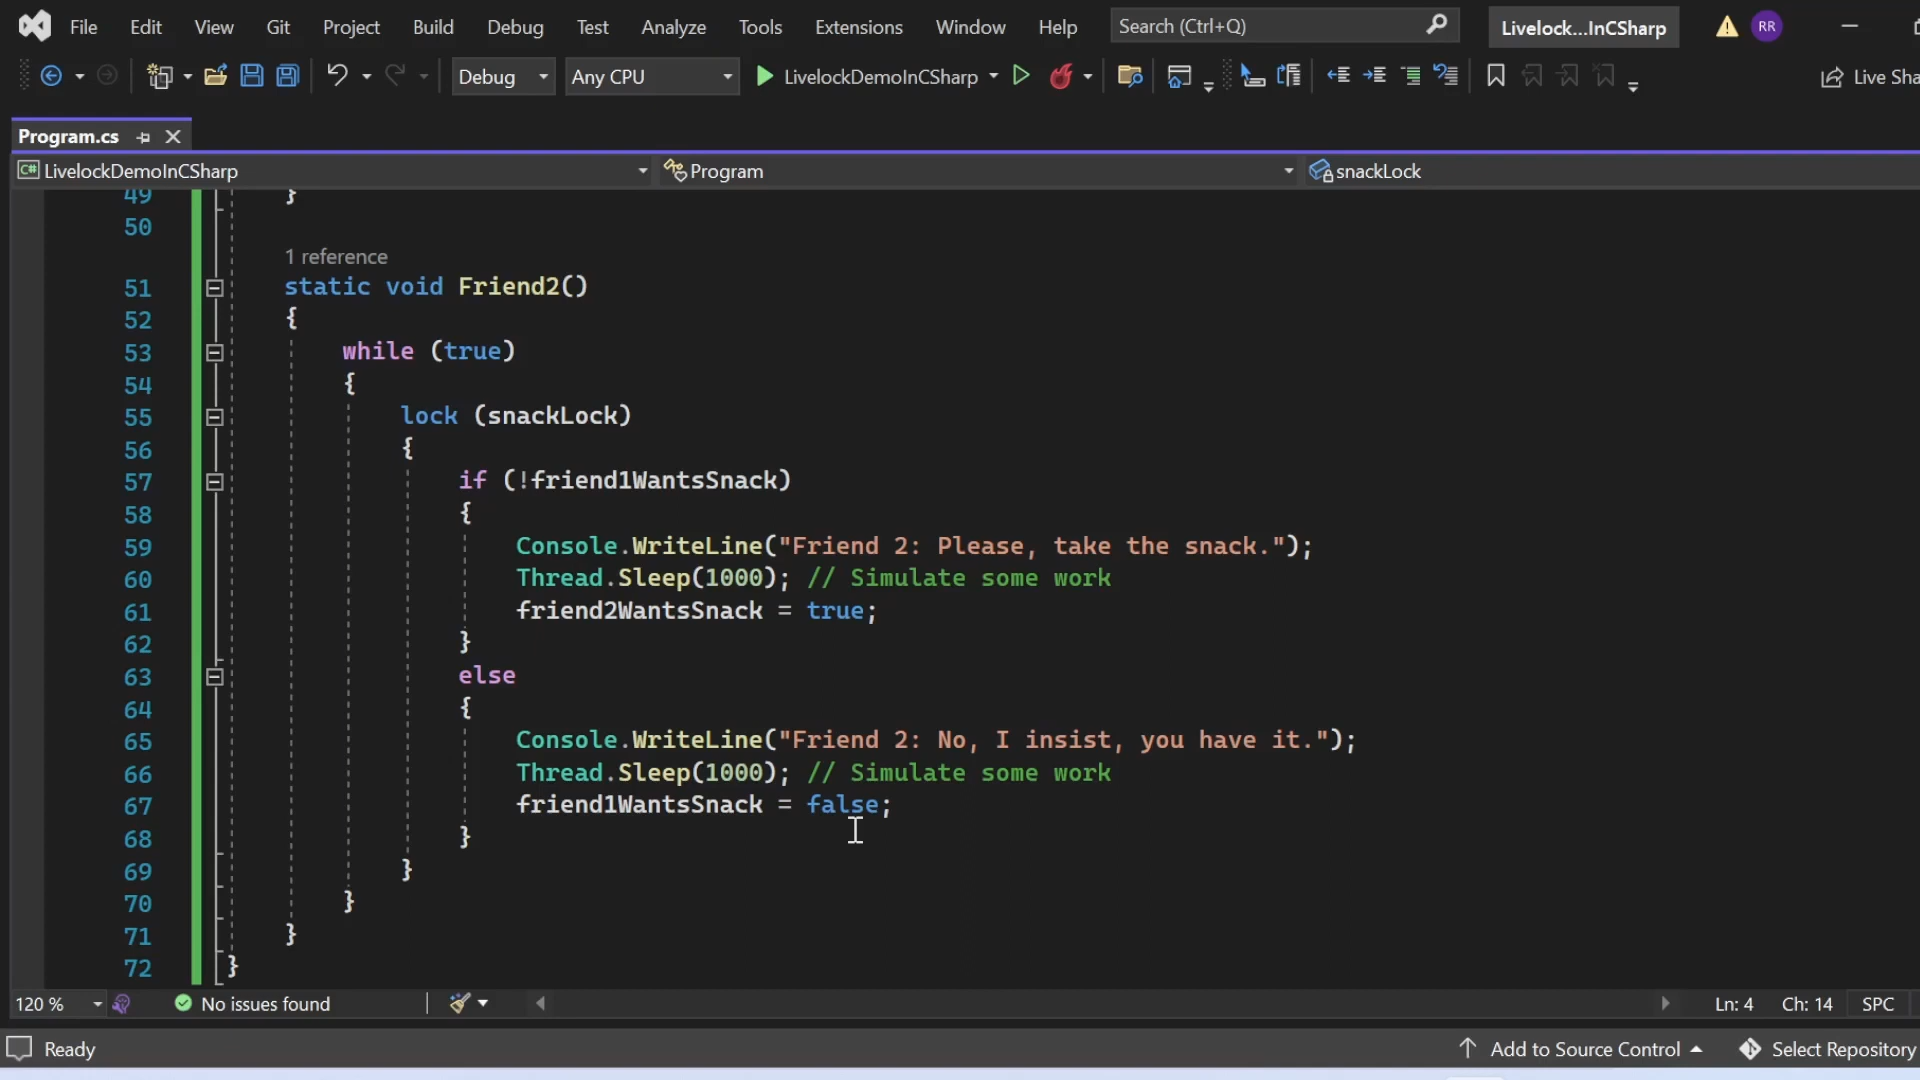 File Edit View Git Project Build Debug Test Analyze Tools Extensions Window Help Search (Ctrl+Q) Livelock...InCSharp RR
Debug Any CPU LivelockDemoInCSharp Live Sha
Program.cs
C# LivelockDemoInCSharp Program snackLock
49 }
50
1 reference
51 static void Friend2()
52 {
53 while (true)
54 {
55 lock (snackLock)
56 {
57 if (!friend1WantsSnack)
58 {
59 Console.WriteLine("Friend 2: Please, take the snack.");
60 Thread.Sleep(1000); // Simulate some work
61 friend2WantsSnack = true;
62 }
63 else
64 {
65 Console.WriteLine("Friend 2: No, I insist, you have it.");
66 Thread.Sleep(1000); // Simulate some work
67 friend1WantsSnack = false;
68 }
69 }
70 }
71 }
72 }
120 % No issues found Ln: 4 Ch: 14 SPC
Ready Add to Source Control Select Repository